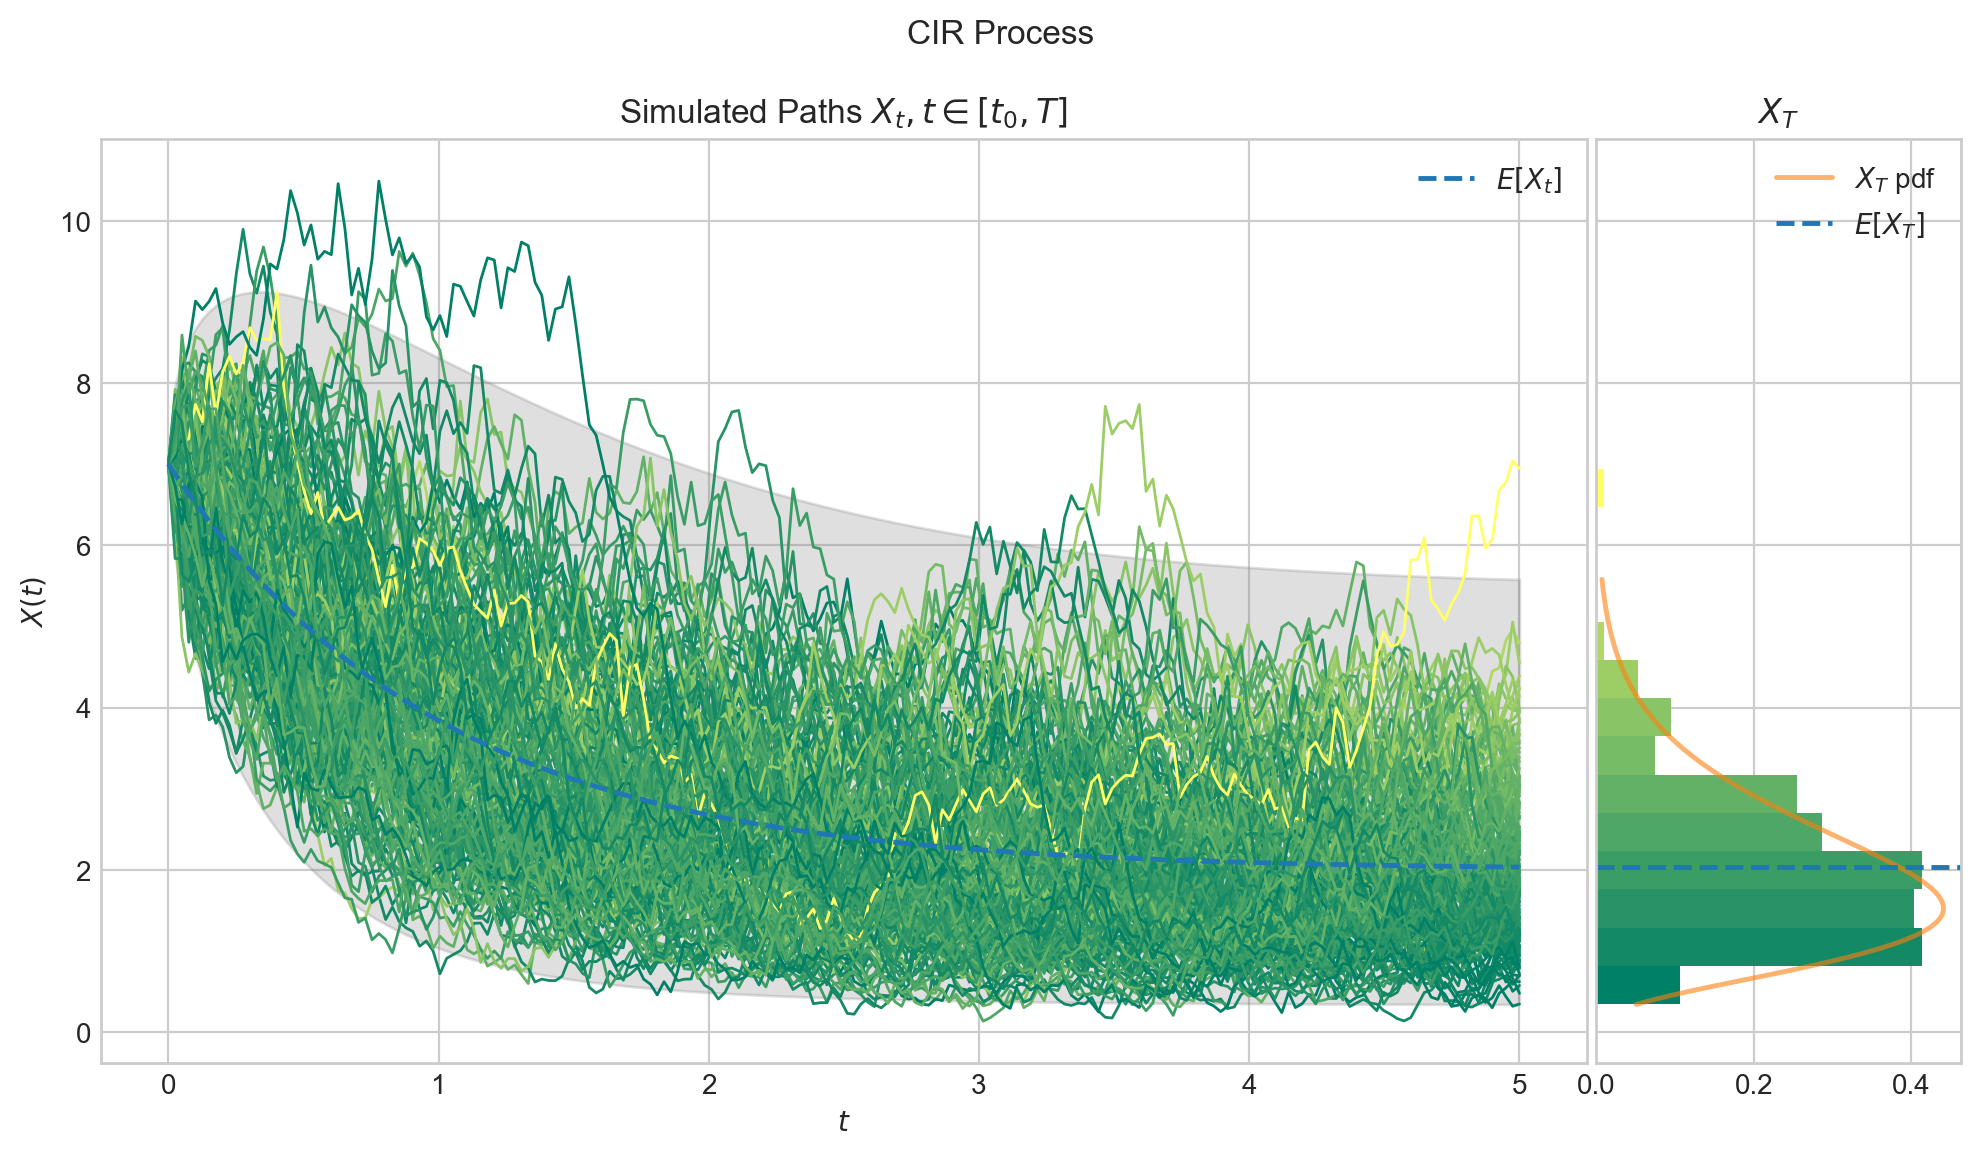 CIR Process
Simulated Paths $X_t, t \in [t_0, T]$
$X_T$
$E[X_t]$
$X_T$ pdf
$E[X_T]$
10
8
6
4
2
0
$X(t)$
0 1 2 3 4 5
0.0 0.2 0.4
$t$